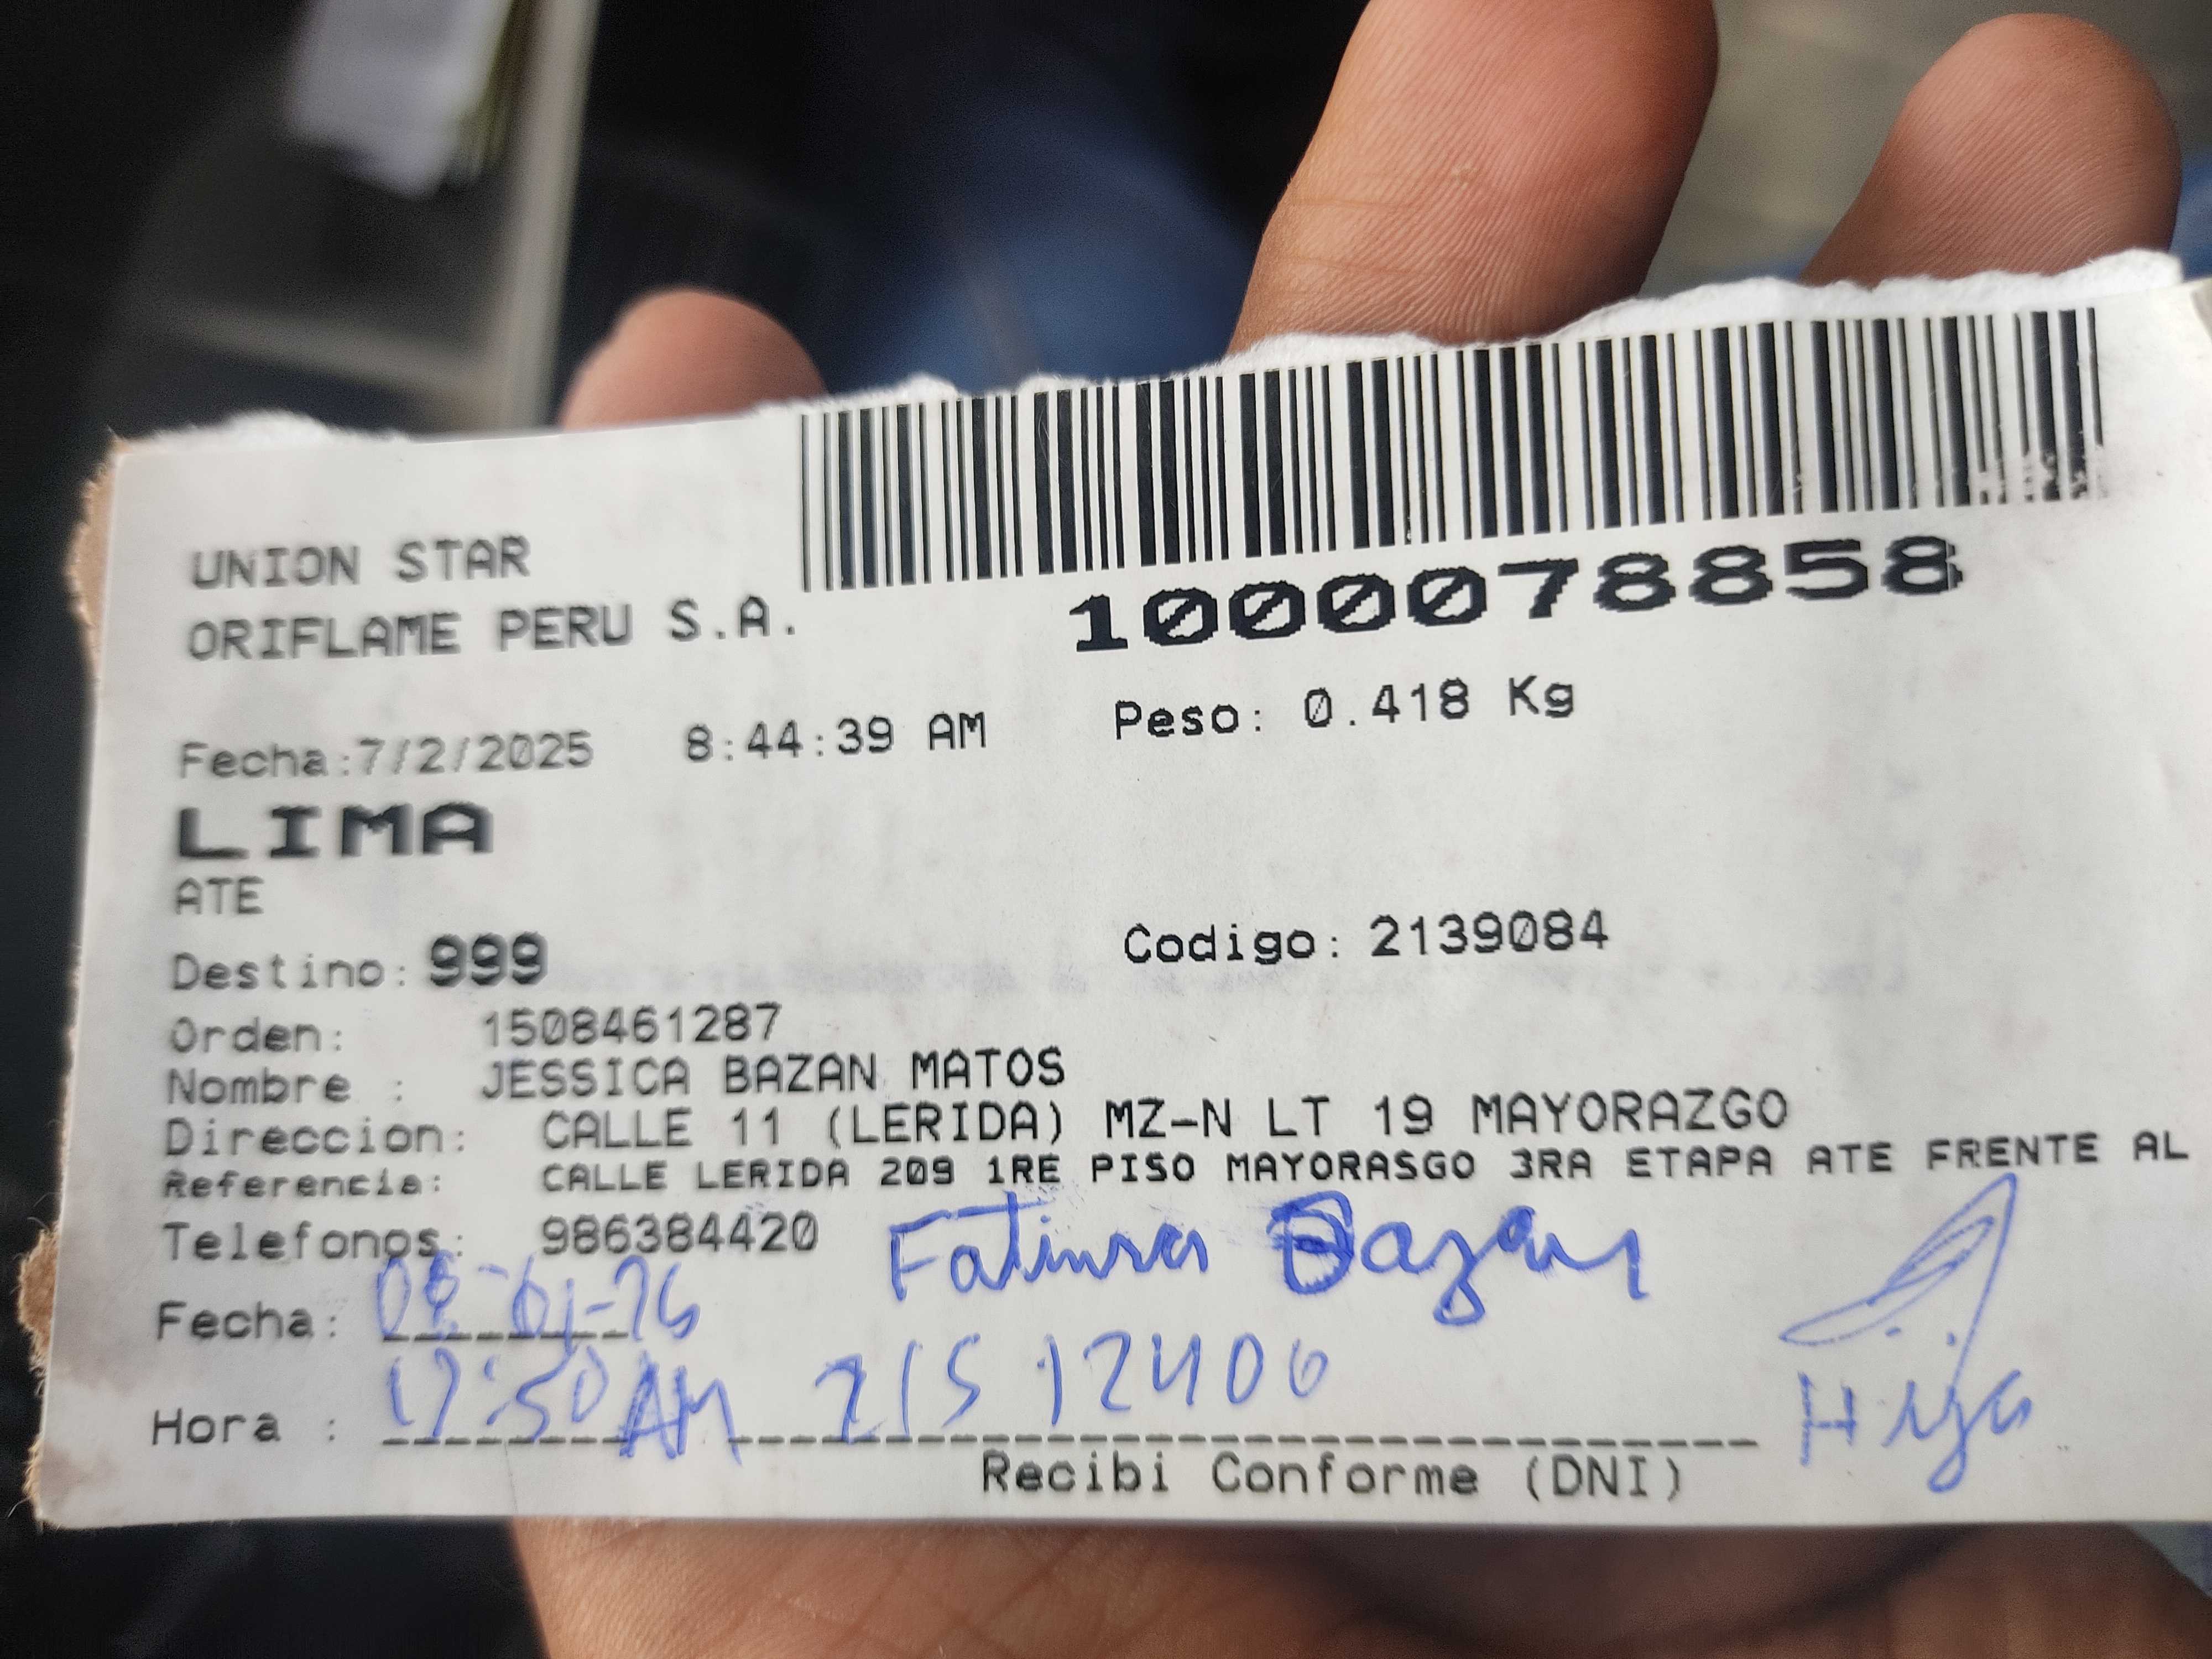 1000078858
UNION STAR
ORIFLAME PERU S.A.
Fecha:7/2/2025 8:44:39 AM Peso: 0.418 Kg
LIMA
ATE
Destino: 999 Codigo: 2139084
Orden: 1508461287
Nombre : JESSICA BAZAN MATOS
Direccion: CALLE 11 (LERIDA) MZ-N LT 19 MAYORAZGO
Referencia: CALLE LERIDA 209 1RE PISO MAYORASGO 3RA ETAPA ATE FRENTE AL
Telefonos: 986384420 Fatima Bazan
Fecha:
Hora : AM Hija
Recibi Conforme (DNI)